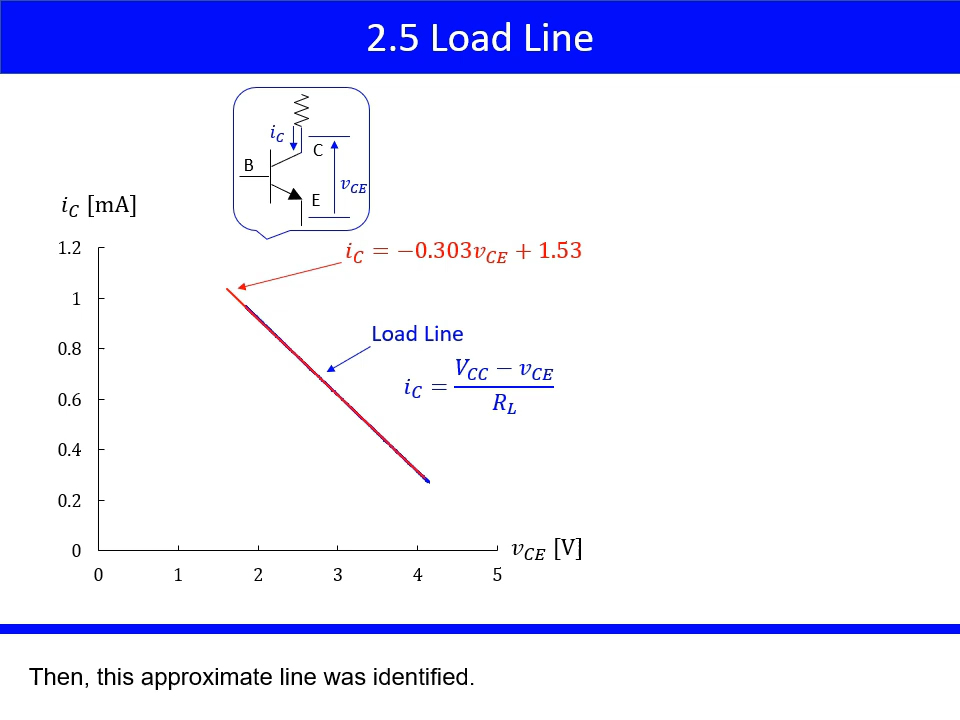 2.5 Load Line
i_C
C
B
v_CE
E
i_C [mA]
i_C = −0.303v_CE + 1.53
1.2
1
0.8
0.6
0.4
0.2
0
Load Line
i_C = (V_CC − v_CE) / R_L
v_CE [V]
0 1 2 3 4 5
Then, this approximate line was identified.